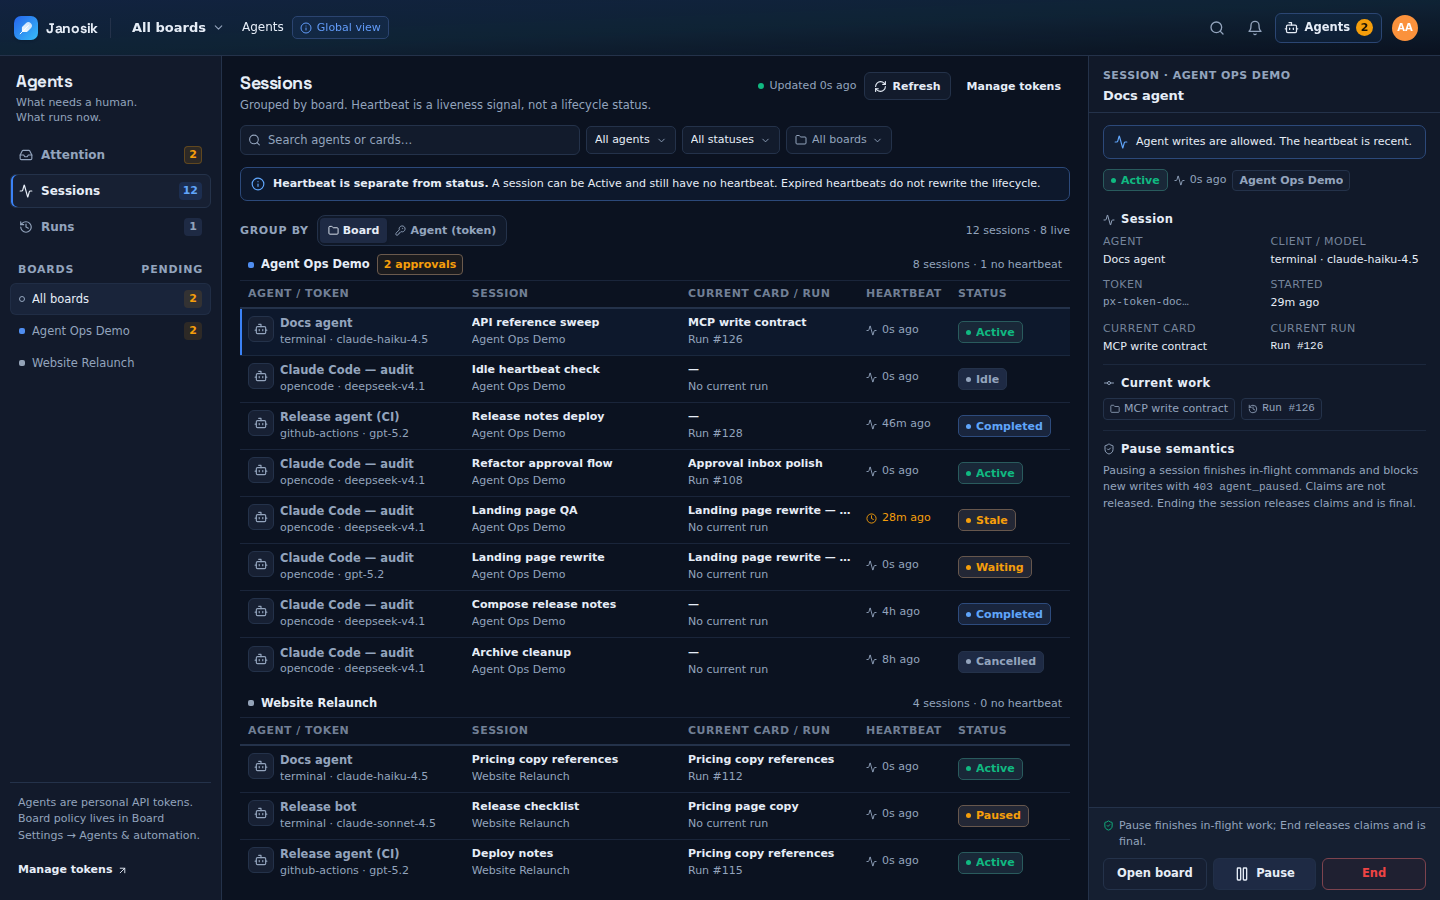 Janosik
All boards
Agents
Global view
Agents 2
AA
Agents
What needs a human.
What runs now.
Attention 2
Sessions 12
Runs 1
BOARDS PENDING
All boards 2
Agent Ops Demo 2
Website Relaunch
Agents are personal API tokens.
Board policy lives in Board
Settings → Agents & automation.
Manage tokens
Sessions
Grouped by board. Heartbeat is a liveness signal, not a lifecycle status.
Updated 0s ago
Refresh
Manage tokens
Search agents or cards...
All agents
All statuses
All boards
Heartbeat is separate from status. A session can be Active and still have no heartbeat. Expired heartbeats do not rewrite the lifecycle.
GROUP BY Board Agent (token) 12 sessions · 8 live
Agent Ops Demo 2 approvals 8 sessions · 1 no heartbeat
AGENT / TOKEN SESSION CURRENT CARD / RUN HEARTBEAT STATUS
Docs agent API reference sweep MCP write contract 0s ago Active
terminal · claude-haiku-4.5 Agent Ops Demo Run #126
Claude Code — audit Idle heartbeat check — 0s ago Idle
opencode · deepseek-v4.1 Agent Ops Demo No current run
Release agent (CI) Release notes deploy — 46m ago Completed
github-actions · gpt-5.2 Agent Ops Demo Run #128
Claude Code — audit Refactor approval flow Approval inbox polish 0s ago Active
opencode · deepseek-v4.1 Agent Ops Demo Run #108
Claude Code — audit Landing page QA Landing page rewrite — ... 28m ago Stale
opencode · deepseek-v4.1 Agent Ops Demo No current run
Claude Code — audit Landing page rewrite Landing page rewrite — ... 0s ago Waiting
opencode · gpt-5.2 Agent Ops Demo No current run
Claude Code — audit Compose release notes — 4h ago Completed
opencode · deepseek-v4.1 Agent Ops Demo No current run
Claude Code — audit Archive cleanup — 8h ago Cancelled
opencode · deepseek-v4.1 Agent Ops Demo No current run
Website Relaunch 4 sessions · 0 no heartbeat
AGENT / TOKEN SESSION CURRENT CARD / RUN HEARTBEAT STATUS
Docs agent Pricing copy references Pricing copy references 0s ago Active
terminal · claude-haiku-4.5 Website Relaunch Run #112
Release bot Release checklist Pricing page copy 0s ago Paused
terminal · claude-sonnet-4.5 Website Relaunch No current run
Release agent (CI) Deploy notes Pricing copy references 0s ago Active
github-actions · gpt-5.2 Website Relaunch Run #115
SESSION · AGENT OPS DEMO
Docs agent
Agent writes are allowed. The heartbeat is recent.
Active 0s ago Agent Ops Demo
Session
AGENT CLIENT / MODEL
Docs agent terminal · claude-haiku-4.5
TOKEN STARTED
px-token-doc… 29m ago
CURRENT CARD CURRENT RUN
MCP write contract Run #126
Current work
MCP write contract Run #126
Pause semantics
Pausing a session finishes in-flight commands and blocks
new writes with 403 agent_paused. Claims are not
released. Ending the session releases claims and is final.
Pause finishes in-flight work; End releases claims and is
final.
Open board Pause End